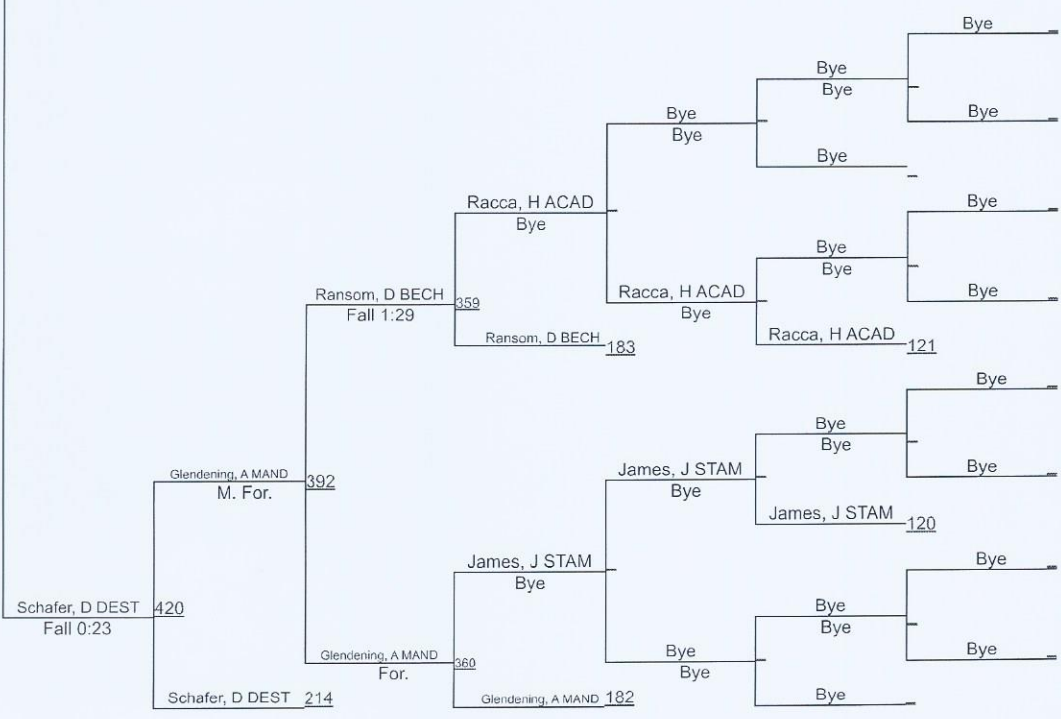 Bye
Bye
Bye
Bye
Bye
Bye
Bye
Bye
Racca, H ACAD
Bye
Bye
Bye
Bye
Ransom, D BECH 359
Fall 1:29
Racca, H ACAD
Bye
Bye
Ransom, D BECH 183
Racca, H ACAD 121
Bye
Bye
Bye
Glendening, A MAND 392
M. For.
James, J STAM
Bye
Bye
James, J STAM 120
James, J STAM
Bye
Bye
Schafer, D DEST 420
Fall 0:23
Bye
Bye
Glendening, A MAND 360
For.
Bye
Bye
Bye
Schafer, D DEST 214
Glendening, A MAND 182
Bye